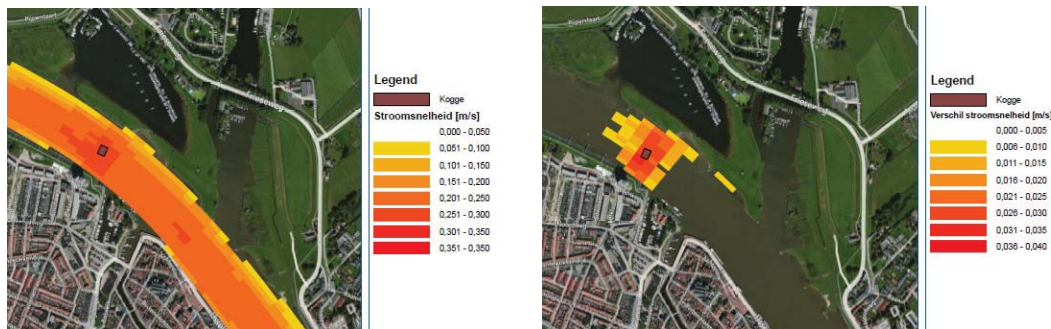 Pijperstaart
Frieseweg
Legend
Kogge
Stroomsnelheid [m/s]
0,000 - 0,050
0,051 - 0,100
0,101 - 0,150
0,151 - 0,200
0,201 - 0,250
0,251 - 0,300
0,301 - 0,350
0,351 - 0,350
Frieseweg
Legend
Kogge
Verschil stroomsnelheid [m/s]
0,000 - 0,005
0,006 - 0,010
0,011 - 0,015
0,016 - 0,020
0,021 - 0,025
0,026 - 0,030
0,031 - 0,035
0,036 - 0,040